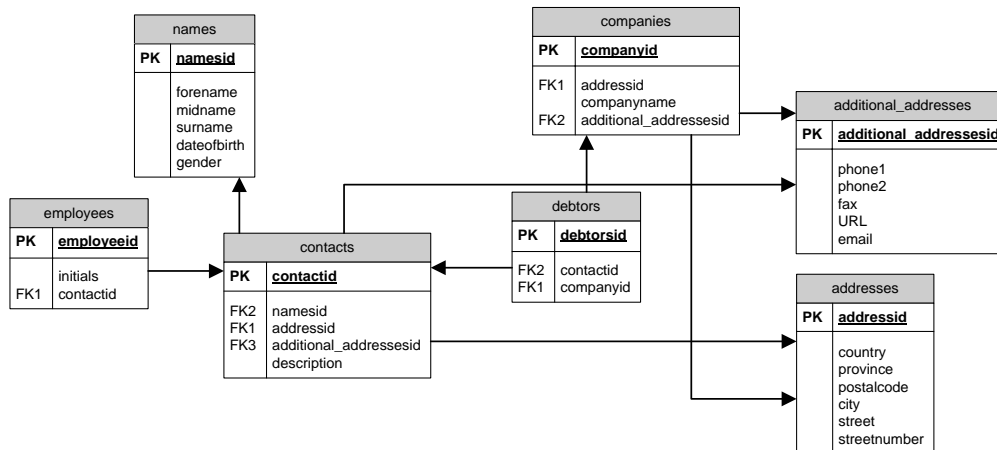 names
PK namesid
forename
midname
surname
dateofbirth
gender
companies
PK companyid
FK1 addressid
companyname
FK2 additional_addressesid
additional_addresses
PK additional_addressesid
phone1
phone2
fax
URL
email
employees
PK employeeid
initials
FK1 contactid
contacts
PK contactid
FK2 namesid
FK1 addressid
FK3 additional_addressesid
description
debtors
PK debtorsid
FK2 contactid
FK1 companyid
addresses
PK addressid
country
province
postalcode
city
street
streetnumber